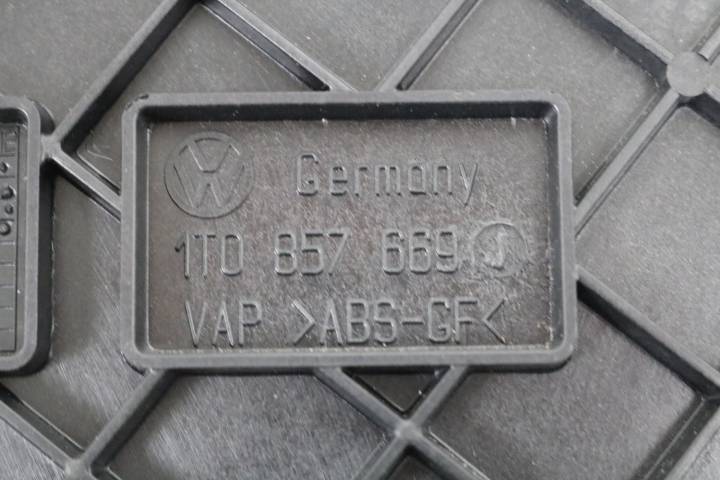 Germany
1T0 857 669 J
VAP >ABS-GF<